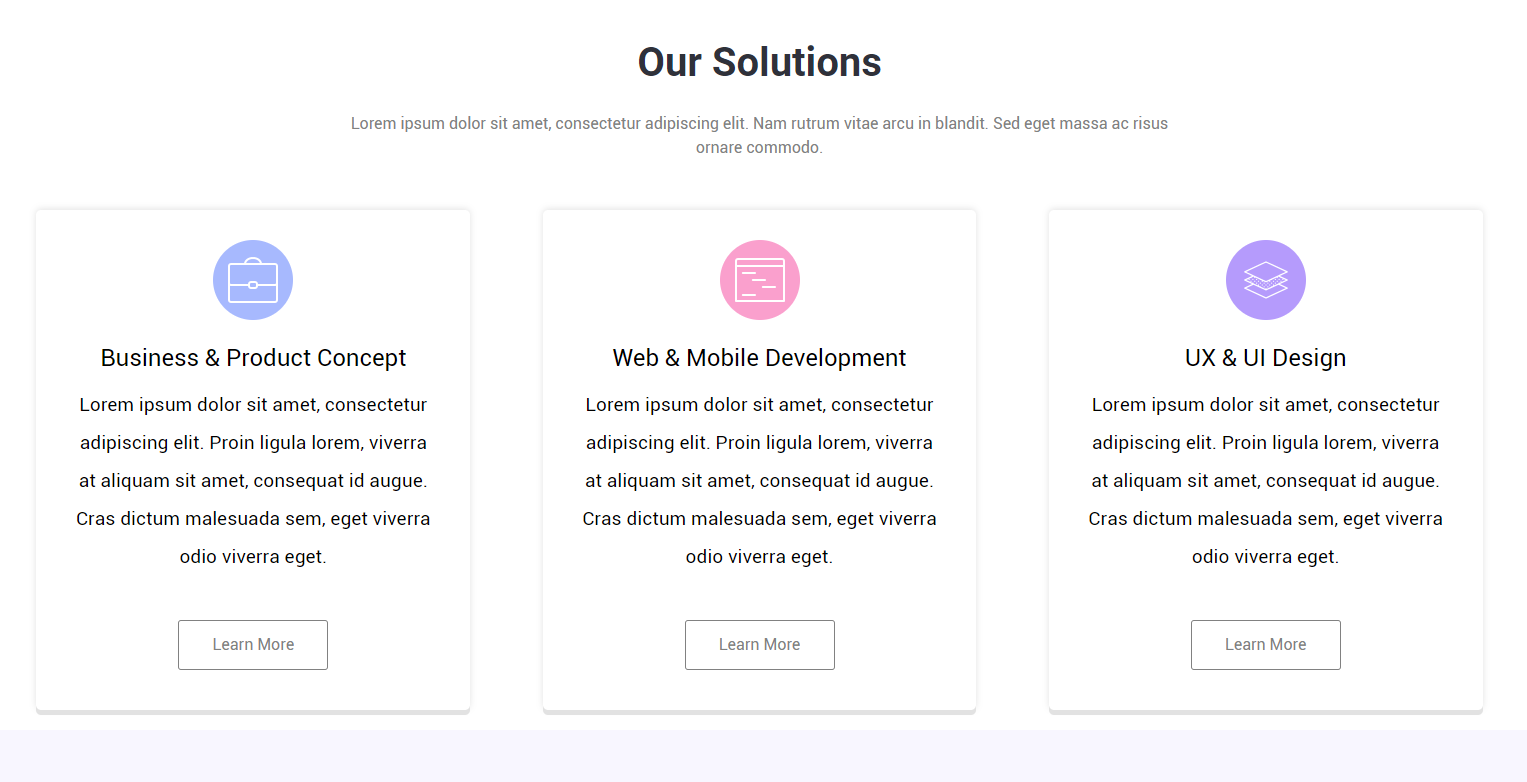 Our Solutions
Lorem ipsum dolor sit amet, consectetur adipiscing elit. Nam rutrum vitae arcu in blandit. Sed eget massa ac risus
ornare commodo.
Business & Product Concept
Lorem ipsum dolor sit amet, consectetur
adipiscing elit. Proin ligula lorem, viverra
at aliquam sit amet, consequat id augue.
Cras dictum malesuada sem, eget viverra
odio viverra eget.
Learn More
Web & Mobile Development
Lorem ipsum dolor sit amet, consectetur
adipiscing elit. Proin ligula lorem, viverra
at aliquam sit amet, consequat id augue.
Cras dictum malesuada sem, eget viverra
odio viverra eget.
Learn More
UX & UI Design
Lorem ipsum dolor sit amet, consectetur
adipiscing elit. Proin ligula lorem, viverra
at aliquam sit amet, consequat id augue.
Cras dictum malesuada sem, eget viverra
odio viverra eget.
Learn More